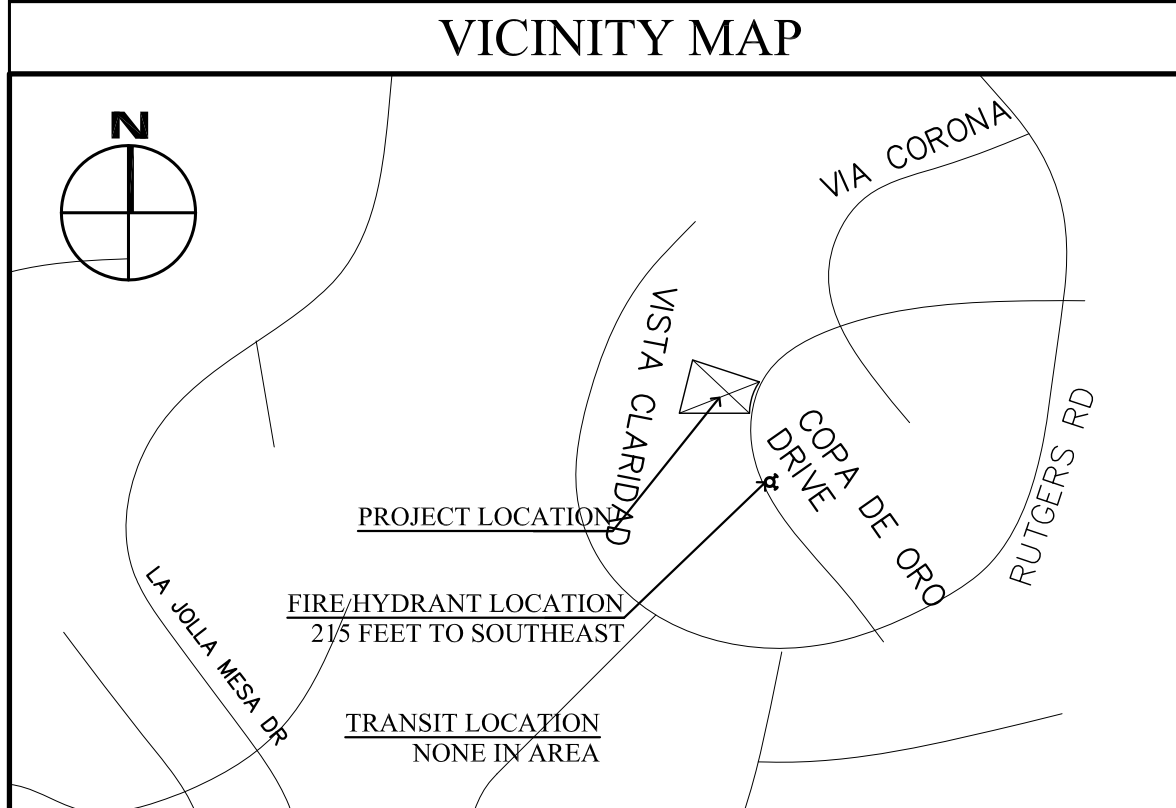 VICINITY MAP
N
VIA CORONA
VISTA CLARIDAD
COPA DE ORO
DRIVE
RUTGERS RD
PROJECT LOCATION
FIRE HYDRANT LOCATION
215 FEET TO SOUTHEAST
LA JOLLA MESA DR
TRANSIT LOCATION
NONE IN AREA